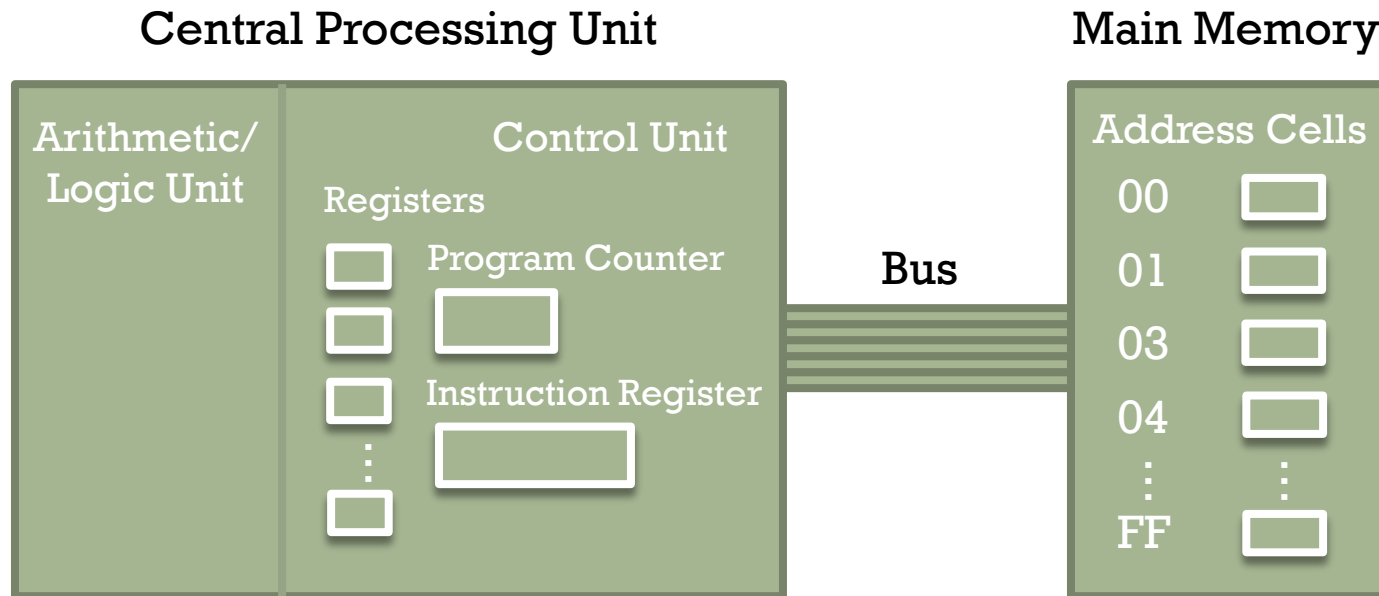 Central Processing Unit
Main Memory
Arithmetic/
Logic Unit
Control Unit
Registers
Program Counter
Instruction Register
Bus
Address Cells
00
01
03
04
FF